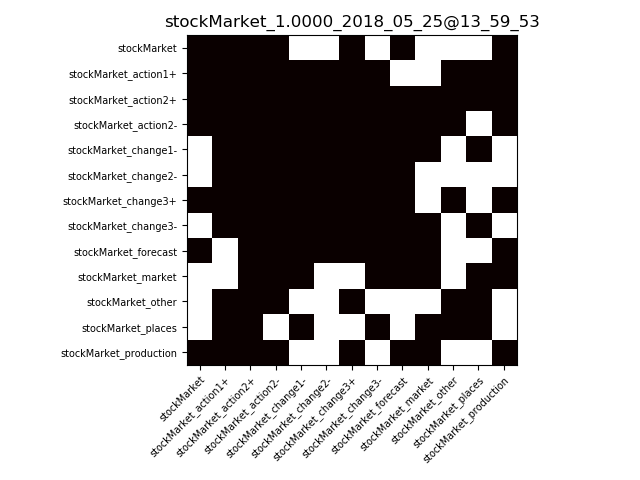 stockMarket_1.0000_2018_05_25@13_59_53
stockMarket
stockMarket_action1+
stockMarket_action2+
stockMarket_action2-
stockMarket_change1-
stockMarket_change2-
stockMarket_change3+
stockMarket_change3-
stockMarket_forecast
stockMarket_market
stockMarket_other
stockMarket_places
stockMarket_production
stockMarket
stockMarket_action1+
stockMarket_action2+
stockMarket_action2-
stockMarket_change1-
stockMarket_change2-
stockMarket_change3+
stockMarket_change3-
stockMarket_forecast
stockMarket_market
stockMarket_other
stockMarket_places
stockMarket_production